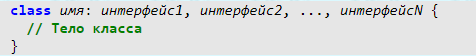 class имя: интерфейс1, интерфейс2, ..., интерфейсN {
// Тело класса
}